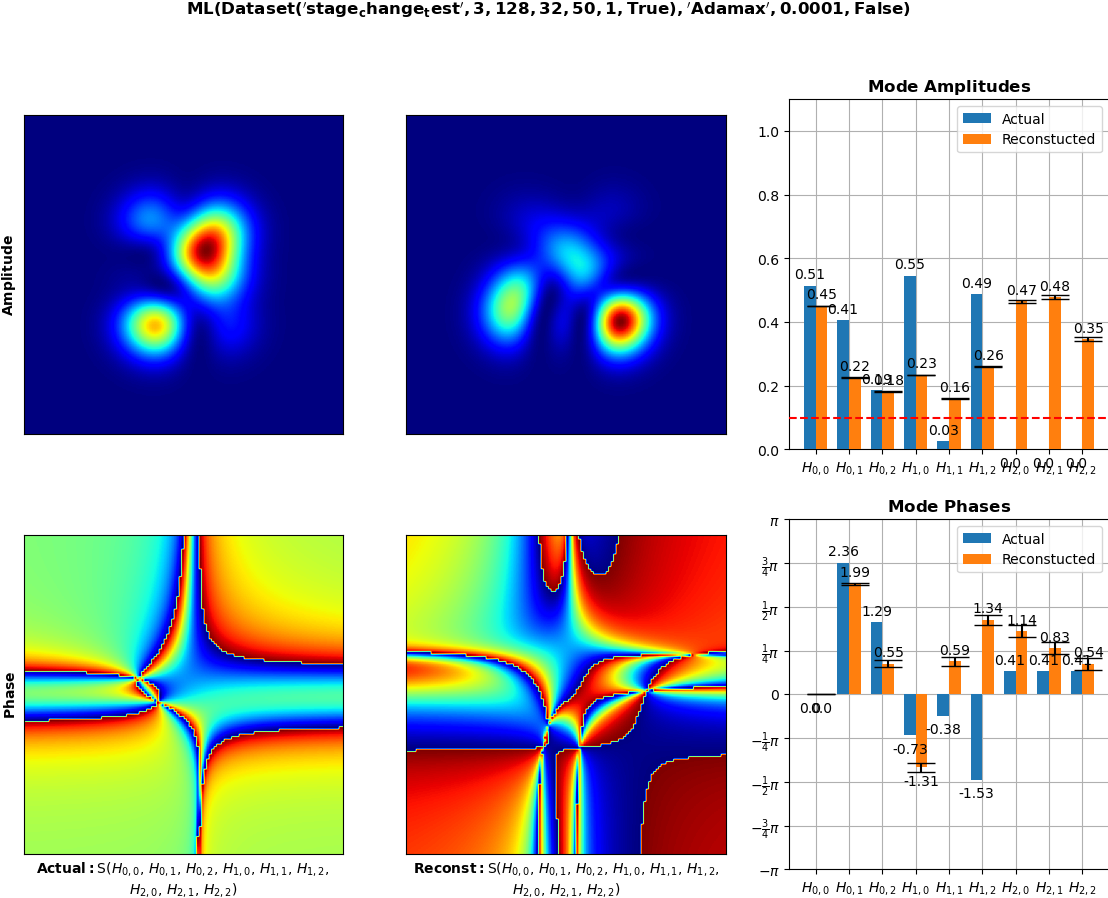 ML(Dataset('stage_change_test', 3, 128, 32, 50, 1, True), 'Adamax', 0.0001, False)
Amplitude
Mode Amplitudes
Actual
Reconstucted
1.0
0.8
0.6
0.4
0.2
0.0
0.51
0.45
0.41
0.22
0.19
0.18
0.55
0.23
0.03
0.16
0.49
0.26
0.0
0.47
0.0
0.48
0.0
0.35
H0,0 H0,1 H0,2 H1,0 H1,1 H1,2 H2,0 H2,1 H2,2
Phase
Mode Phases
Actual
Reconstucted
π
3/4π
1/2π
1/4π
0
−1/4π
−1/2π
−3/4π
−π
0.0
0.0
2.36
1.99
1.29
0.55
-0.73
-1.31
-0.38
0.59
-1.53
1.34
0.41
1.14
0.41
0.83
0.54
H0,0 H0,1 H0,2 H1,0 H1,1 H1,2 H2,0 H2,1 H2,2
Actual: S(H0,0, H0,1, H0,2, H1,0, H1,1, H1,2,
H2,0, H2,1, H2,2)
Reconst: S(H0,0, H0,1, H0,2, H1,0, H1,1, H1,2,
H2,0, H2,1, H2,2)